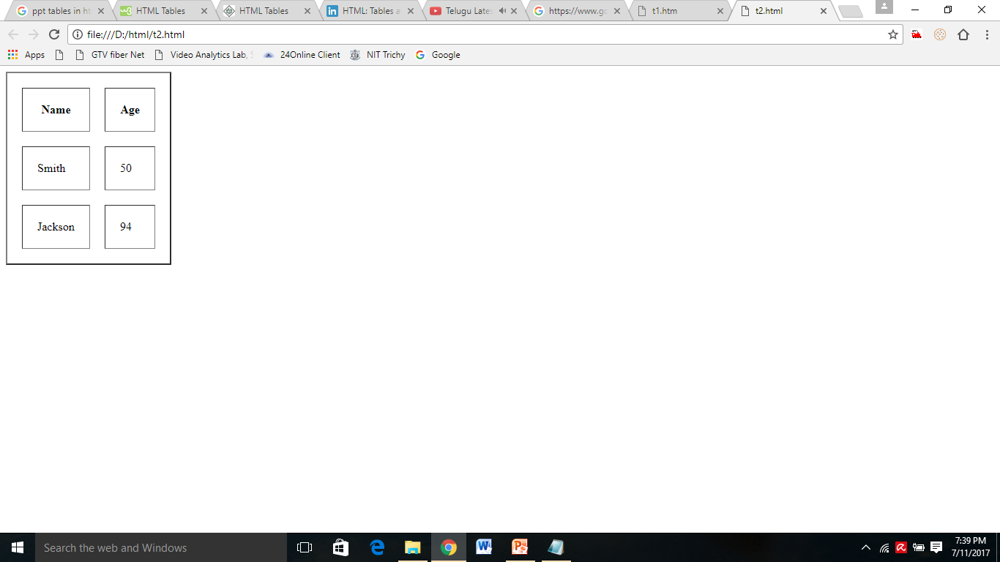 ppt tables in ht
HTML Tables
HTML Tables
HTML: Tables a
Telugu Lates
https://www.go
t1.htm
t2.html
file:///D:/html/t2.html
Apps GTV fiber Net Video Analytics Lab, 24Online Client NIT Trichy Google
Name Age
Smith 50
Jackson 94
Search the web and Windows
7:39 PM
7/11/2017